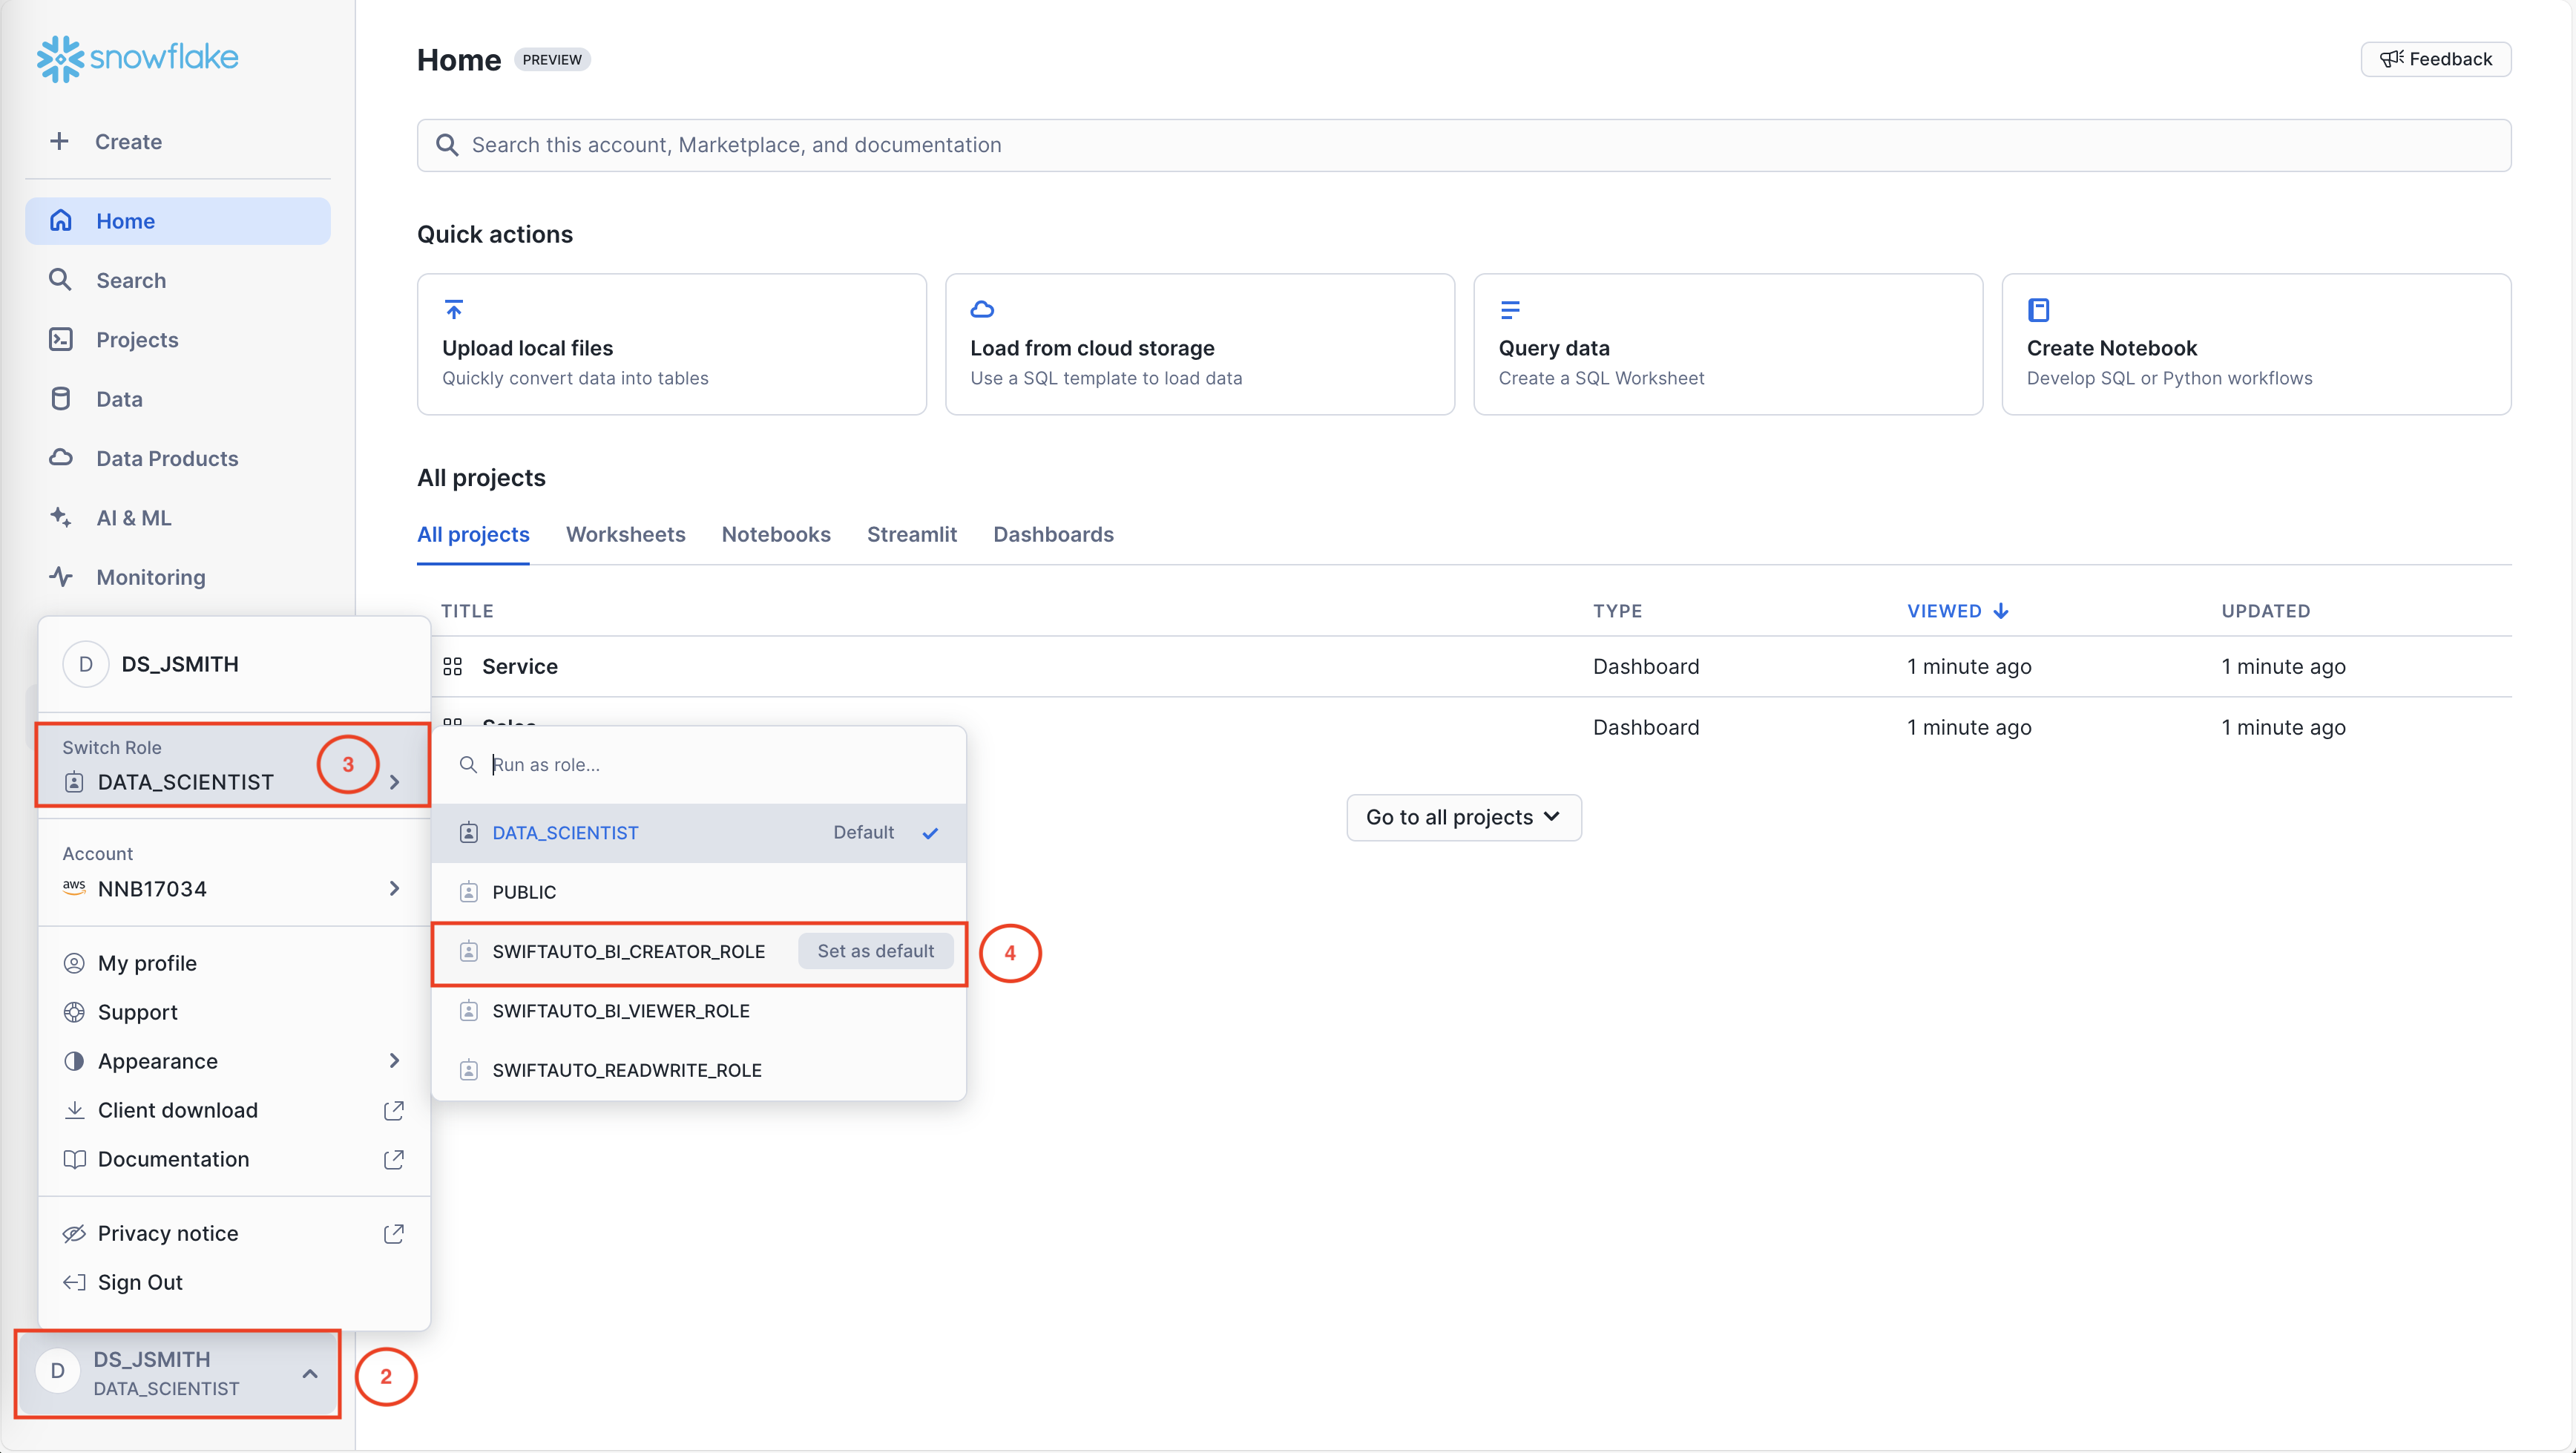 snowflake
Create
Home
Search
Projects
Data
Data Products
AI & ML
Monitoring
D DS_JSMITH
Switch Role
DATA_SCIENTIST
3
Account
aws NNB17034
My profile
Support
Appearance
Client download
Documentation
Privacy notice
Sign Out
D DS_JSMITH
DATA_SCIENTIST
2
Home PREVIEW
Feedback
Search this account, Marketplace, and documentation
Quick actions
Upload local files
Quickly convert data into tables
Load from cloud storage
Use a SQL template to load data
Query data
Create a SQL Worksheet
Create Notebook
Develop SQL or Python workflows
All projects
All projects Worksheets Notebooks Streamlit Dashboards
TITLE TYPE VIEWED UPDATED
Service Dashboard 1 minute ago 1 minute ago
Sales Dashboard 1 minute ago 1 minute ago
Run as role...
DATA_SCIENTIST Default
PUBLIC
SWIFTAUTO_BI_CREATOR_ROLE Set as default
4
SWIFTAUTO_BI_VIEWER_ROLE
SWIFTAUTO_READWRITE_ROLE
Go to all projects